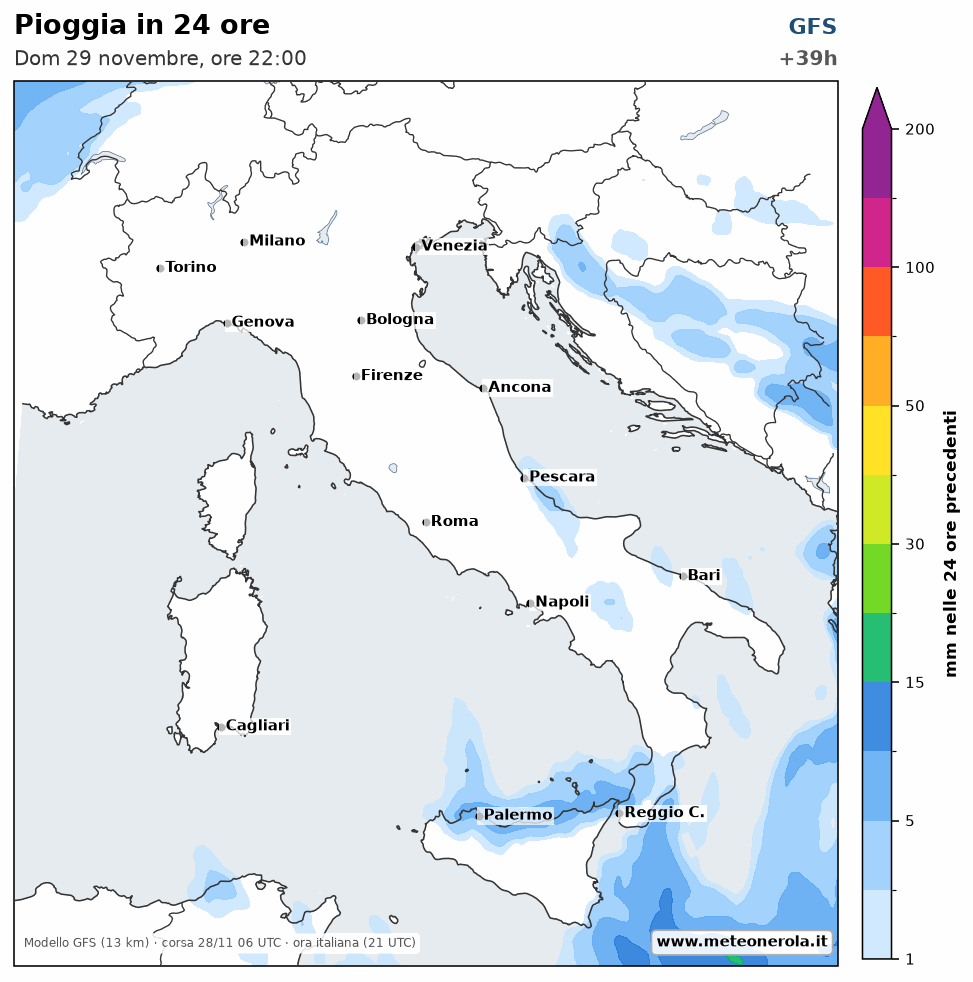 Pioggia in 24 ore
GFS
Dom 29 novembre, ore 22:00
+39h
200
100
50
30
15
5
1
mm nelle 24 ore precedenti
Milano
Venezia
Torino
Genova
Bologna
Firenze
Ancona
Pescara
Roma
Bari
Napoli
Cagliari
Palermo
Reggio C.
Modello GFS (13 km) · corsa 28/11 06 UTC · ora italiana (21 UTC)
www.meteonerola.it